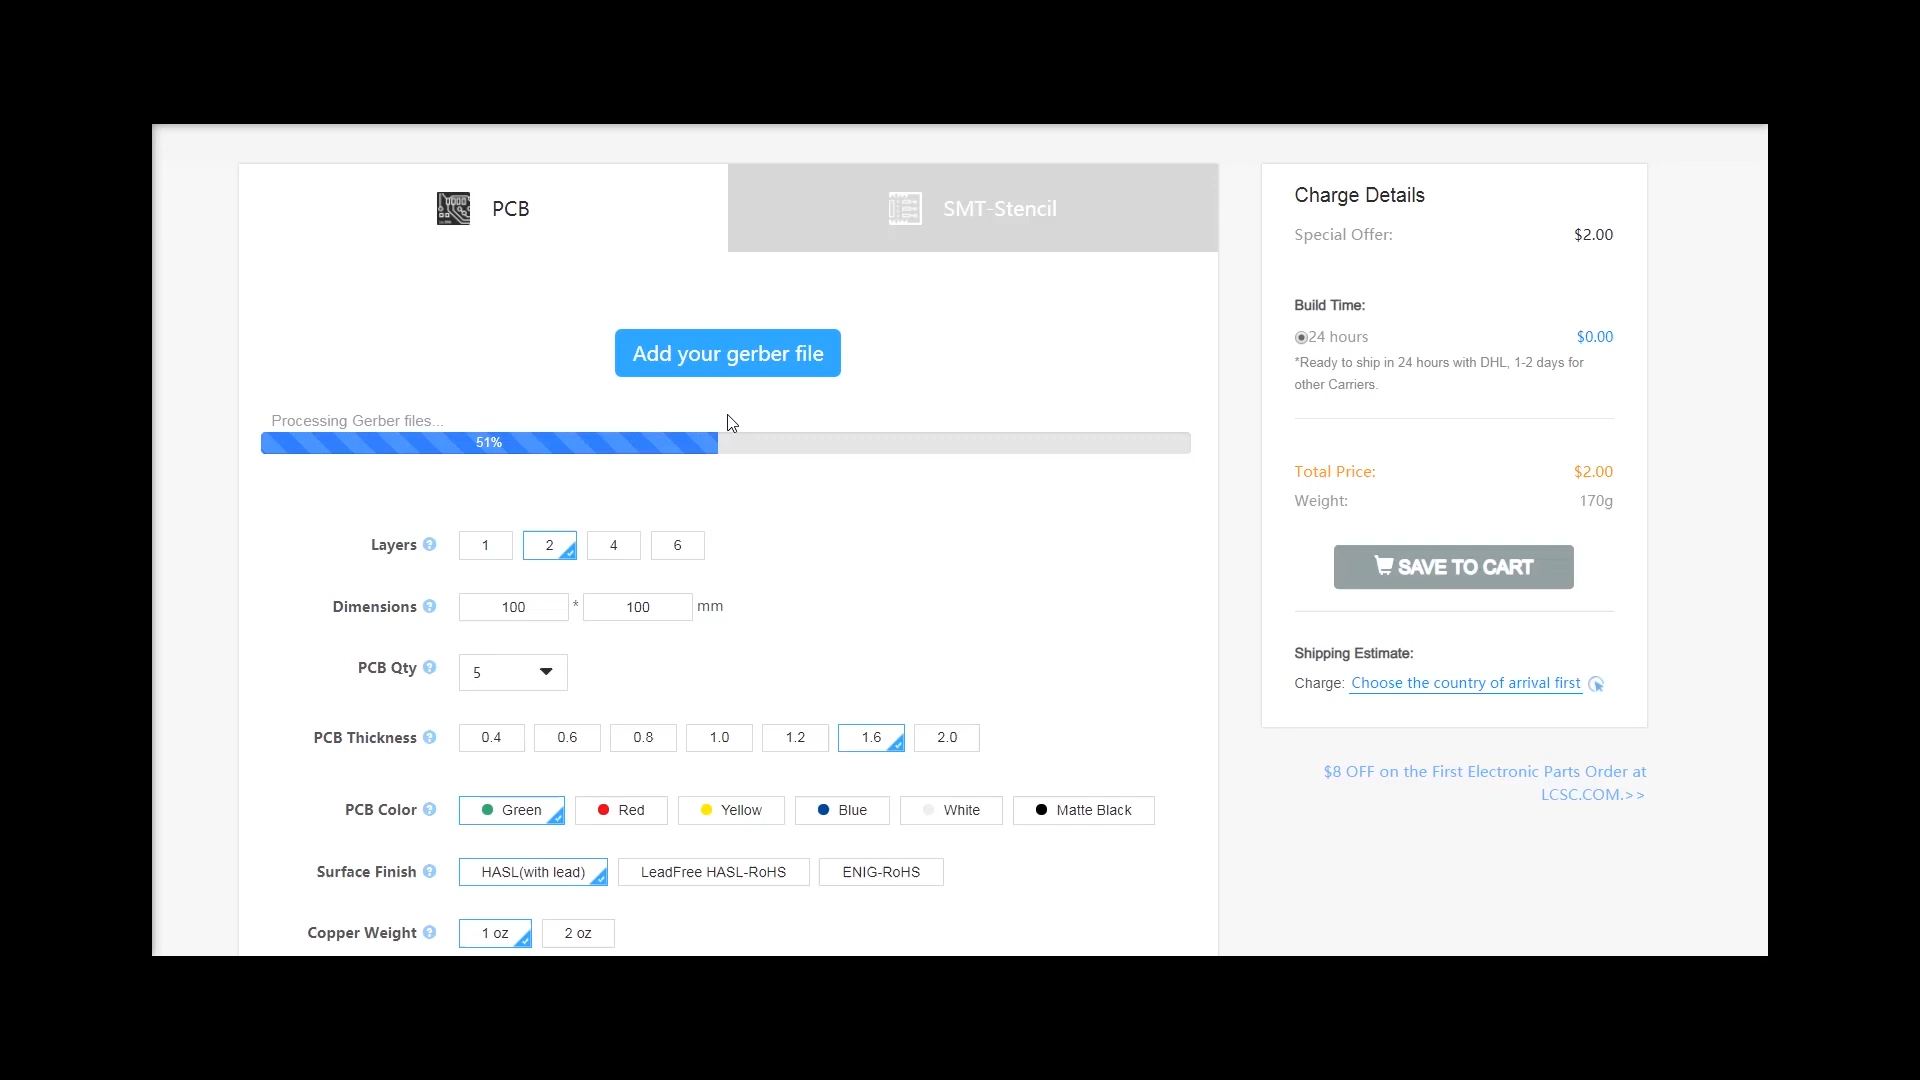 PCB
SMT-Stencil
Add your gerber file
Processing Gerber files...
51%
Layers ? 1 2 4 6
Dimensions ? 100 * 100 mm
PCB Qty ? 5
PCB Thickness ? 0.4 0.6 0.8 1.0 1.2 1.6 2.0
PCB Color ? Green Red Yellow Blue White Matte Black
Surface Finish ? HASL(with lead) LeadFree HASL-RoHS ENIG-RoHS
Copper Weight ? 1 oz 2 oz
Charge Details
Special Offer: $2.00
Build Time:
24 hours $0.00
*Ready to ship in 24 hours with DHL, 1-2 days for
other Carriers.
Total Price: $2.00
Weight: 170g
SAVE TO CART
Shipping Estimate:
Charge: Choose the country of arrival first
$8 OFF on the First Electronic Parts Order at
LCSC.COM.>>